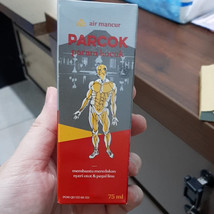 air mancur
PARCOK
membantu meredakan
nyeri otot & pegal linu
75 ml